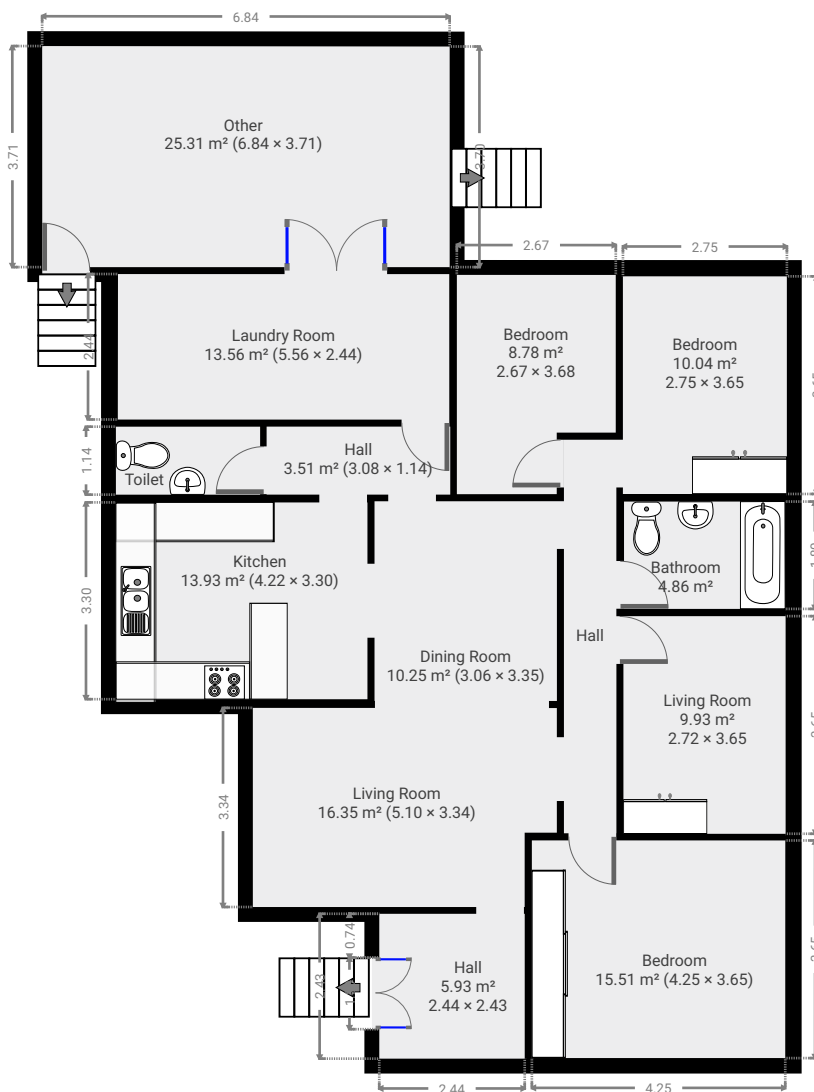 6.84
3.71
3.70
Other
25.31 m² (6.84 × 3.71)
2.67
2.75
2.44
Laundry Room
13.56 m² (5.56 × 2.44)
Bedroom
8.78 m²
2.67 × 3.68
Bedroom
10.04 m²
2.75 × 3.65
1.14
Toilet
Hall
3.51 m² (3.08 × 1.14)
3.30
Kitchen
13.93 m² (4.22 × 3.30)
Bathroom
4.86 m²
Hall
Dining Room
10.25 m² (3.06 × 3.35)
Living Room
9.93 m²
2.72 × 3.65
3.34
Living Room
16.35 m² (5.10 × 3.34)
0.74
2.43
Hall
5.93 m²
2.44 × 2.43
Bedroom
15.51 m² (4.25 × 3.65)
2.44
4.25